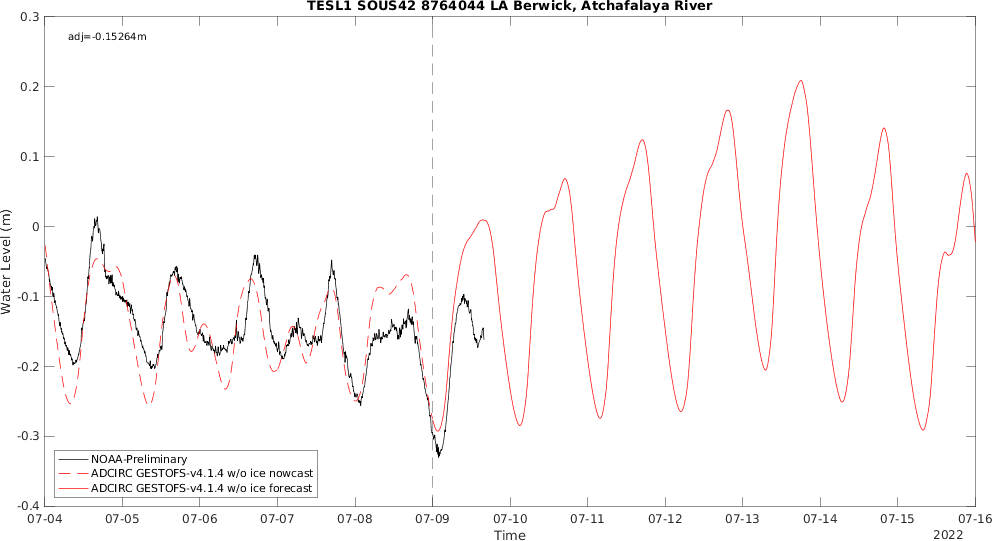 TESL1 SOUS42 8764044 LA Berwick, Atchafalaya River
adj=-0.15264m
0.3
0.2
0.1
0
-0.1
-0.2
-0.3
-0.4
Water Level (m)
NOAA-Preliminary
ADCIRC GESTOFS-v4.1.4 w/o ice nowcast
ADCIRC GESTOFS-v4.1.4 w/o ice forecast
07-04 07-05 07-06 07-07 07-08 07-09 07-10 07-11 07-12 07-13 07-14 07-15 07-16
Time
2022